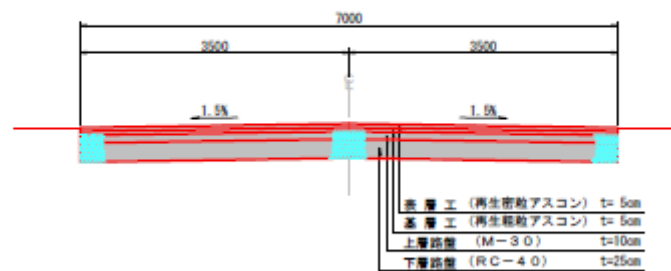 7000
3500 3500
1.5% 1.5%
表 層 工 (再生密粒アスコン) t= 5cm
基 層 工 (再生粗粒アスコン) t= 5cm
上層路盤 (M-30) t=10cm
下層路盤 (RC-40) t=25cm